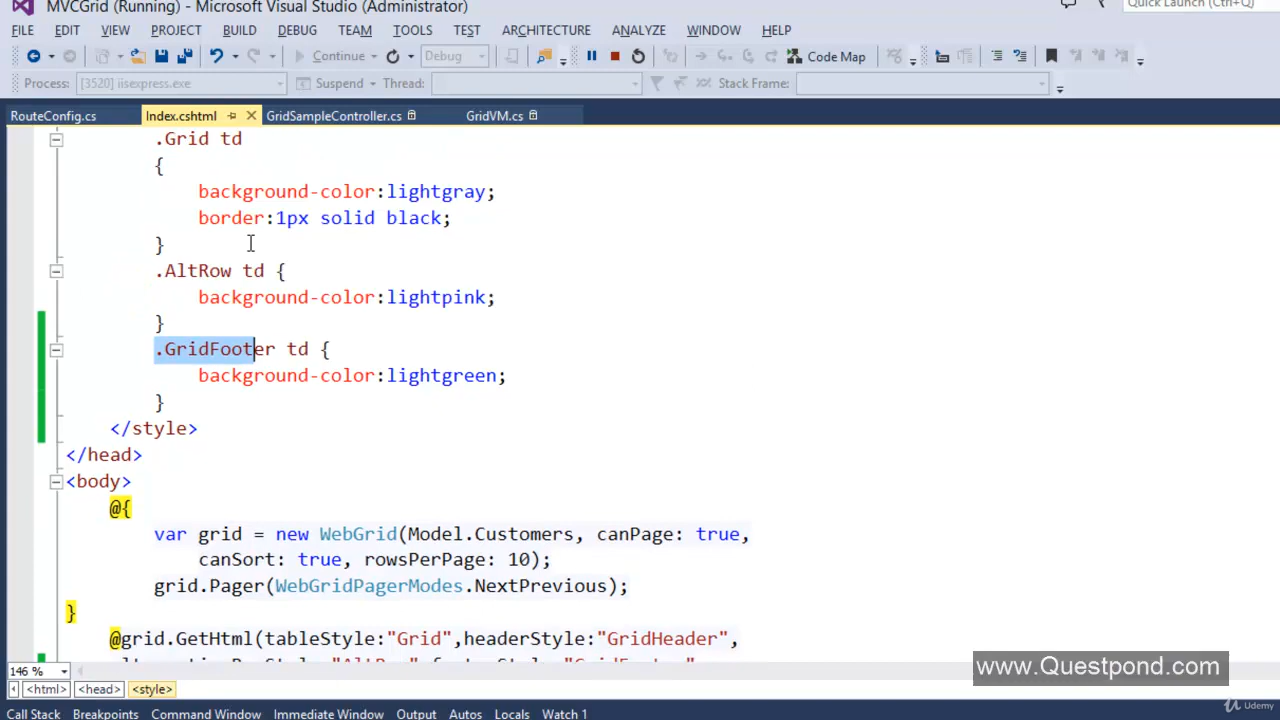 MVCGrid (Running) - Microsoft Visual Studio (Administrator)
Quick Launch (Ctrl+Q)
FILE EDIT VIEW PROJECT BUILD DEBUG TEAM TOOLS TEST ARCHITECTURE ANALYZE WINDOW HELP
Continue Debug Code Map
Process: [3520] iisexpress.exe Suspend Thread: Stack Frame:
RouteConfig.cs Index.cshtml GridSampleController.cs GridVM.cs
.Grid td
{
background-color:lightgray;
border:1px solid black;
}
.AltRow td {
background-color:lightpink;
}
.GridFooter td {
background-color:lightgreen;
}
</style>
</head>
<body>
@{
var grid = new WebGrid(Model.Customers, canPage: true,
canSort: true, rowsPerPage: 10);
grid.Pager(WebGridPagerModes.NextPrevious);
}
@grid.GetHtml(tableStyle:"Grid",headerStyle:"GridHeader",
146 %
www.Questpond.com
<html> <head> <style>
Udemy
Call Stack Breakpoints Command Window Immediate Window Output Autos Locals Watch 1